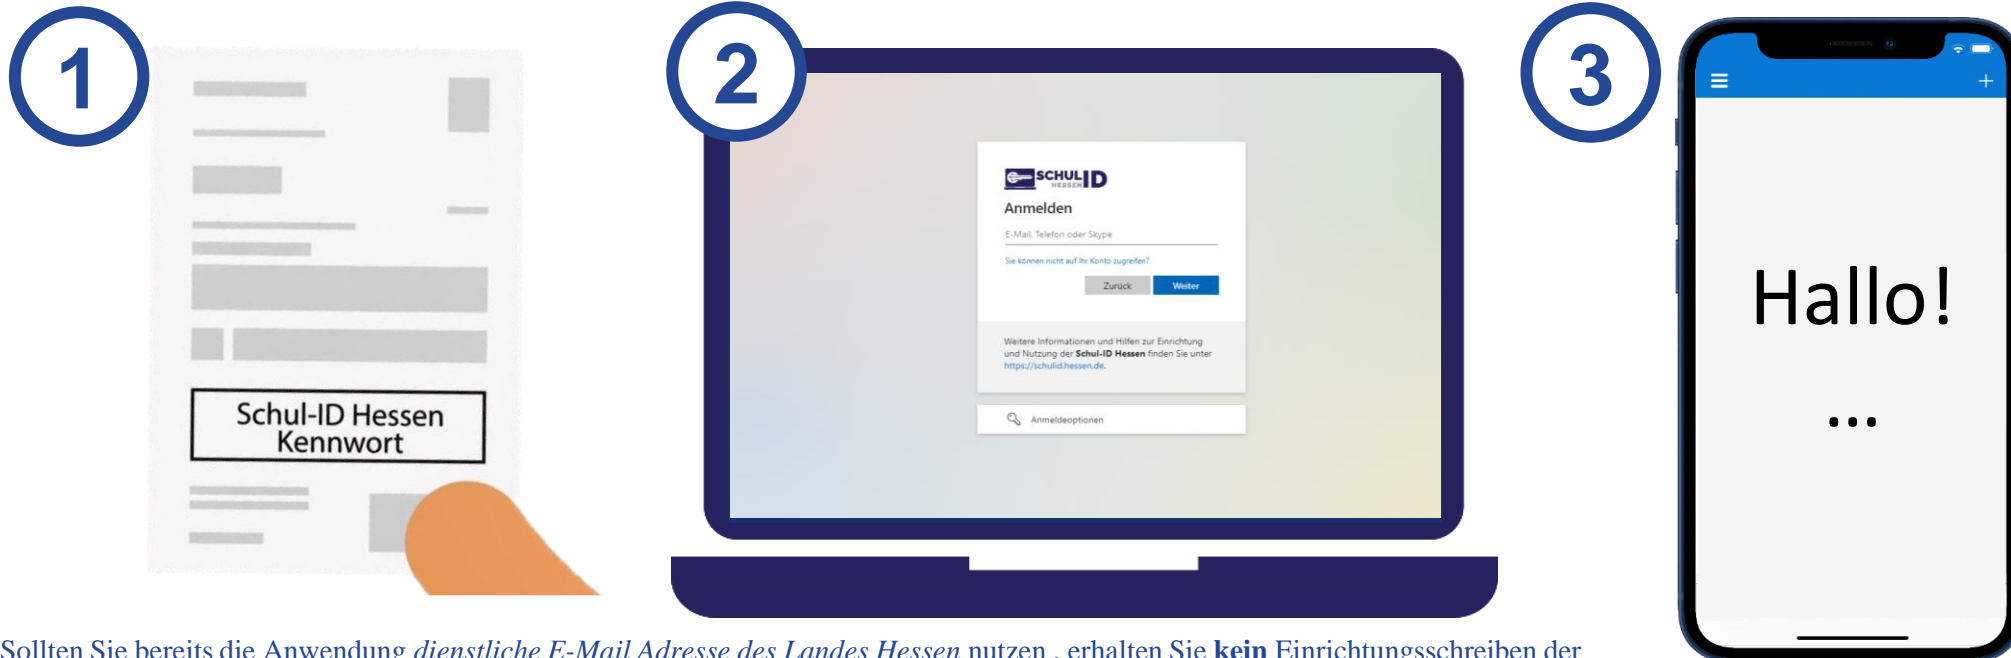 1
Schul-ID Hessen
Kennwort
2
SCHUL ID
HESSEN
Anmelden
E-Mail, Telefon oder Skype
Sie können nicht auf Ihr Konto zugreifen?
Zurück
Weiter
Weitere Informationen und Hilfen zur Einrichtung
und Nutzung der Schul-ID Hessen finden Sie unter
https://schulid.hessen.de.
Anmeldeoptionen
3
Hallo!
...
Sollten Sie bereits die Anwendung dienstliche E-Mail Adresse des Landes Hessen nutzen , erhalten Sie kein Einrichtungsschreiben der